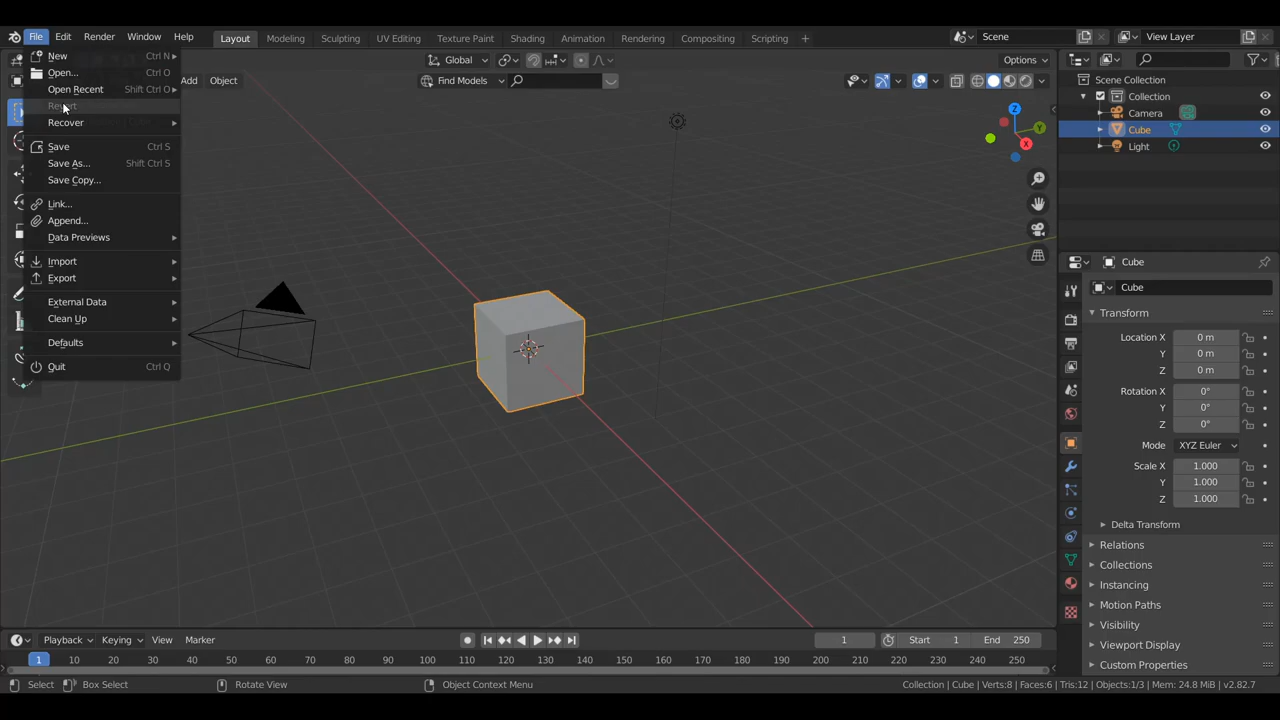 File Edit Render Window Help Layout Modeling Sculpting UV Editing Texture Paint Shading Animation Rendering Compositing Scripting + Scene View Layer
New Ctrl N
Open... Ctrl O
Open Recent Shift Ctrl O
Revert
Recover
Save Ctrl S
Save As... Shift Ctrl S
Save Copy...
Link...
Append...
Data Previews
Import
Export
External Data
Clean Up
Defaults
Quit Ctrl Q
Global Options
Add Object Find Models
Z
Y
X
Scene Collection
Collection
Camera
Cube
Light
Cube
Cube
Transform
Location X 0 m
Y 0 m
Z 0 m
Rotation X 0°
Y 0°
Z 0°
Mode XYZ Euler
Scale X 1.000
Y 1.000
Z 1.000
Delta Transform
Relations
Collections
Instancing
Motion Paths
Visibility
Viewport Display
Custom Properties
Playback Keying View Marker 1 Start 1 End 250
1 10 20 30 40 50 60 70 80 90 100 110 120 130 140 150 160 170 180 190 200 210 220 230 240 250
Select Box Select Rotate View Object Context Menu Collection | Cube | Verts:8 | Faces:6 | Tris:12 | Objects:1/3 | Mem: 24.8 MiB | v2.82.7